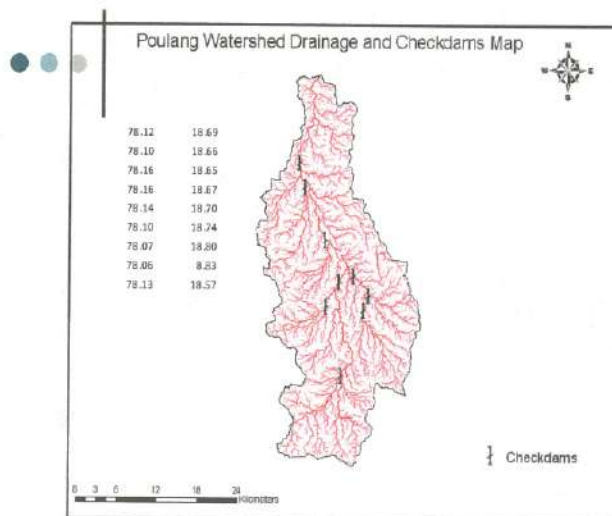 Poulang Watershed Drainage and Checkdams Map
N
W E
S
78.12 18.69
78.10 18.66
78.16 18.65
78.16 18.67
78.14 18.70
78.10 18.74
78.07 18.80
78.06 8.83
78.13 18.57
Checkdams
6 3 6 12 18 24
Kilometers